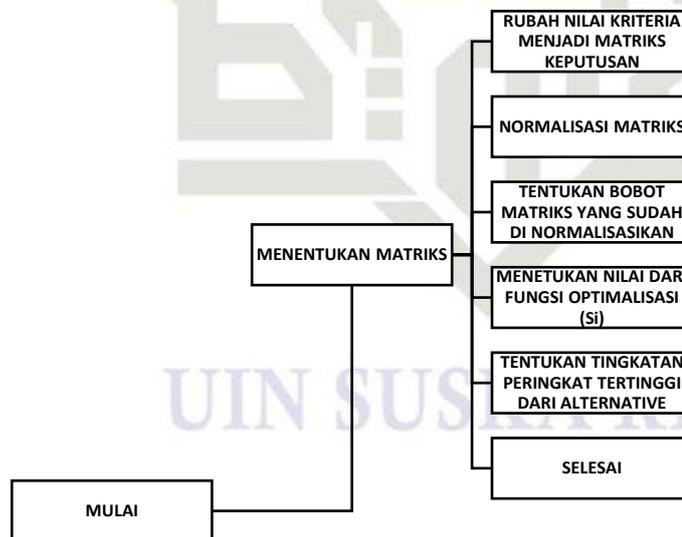 RUBAH NILAI KRITERIA
MENJADI MATRIKS
KEPUTUSAN
NORMALISASI MATRIKS
TENTUKAN BOBOT
MATRIKS YANG SUDAH
DI NORMALISASIKAN
MENENTUKAN MATRIKS
MENETUKAN NILAI DARI
FUNGSI OPTIMALISASI
(Si)
TENTUKAN TINGKATAN
PERINGKAT TERTINGGI
DARI ALTERNATIVE
UIN SUSKA
SELESAI
MULAI